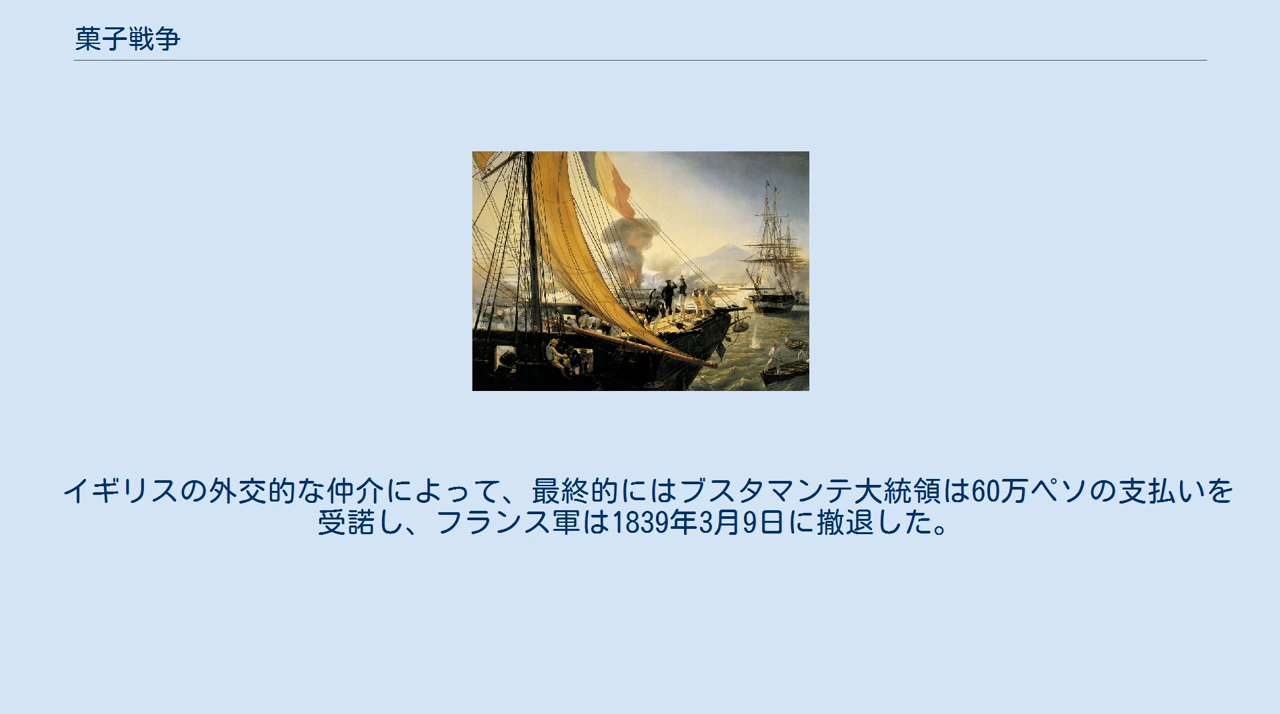 菓子戦争
イギリスの外交的な仲介によって、最終的にはブスタマンテ大統領は60万ペソの支払いを
受諾し、フランス軍は1839年3月9日に撤退した。